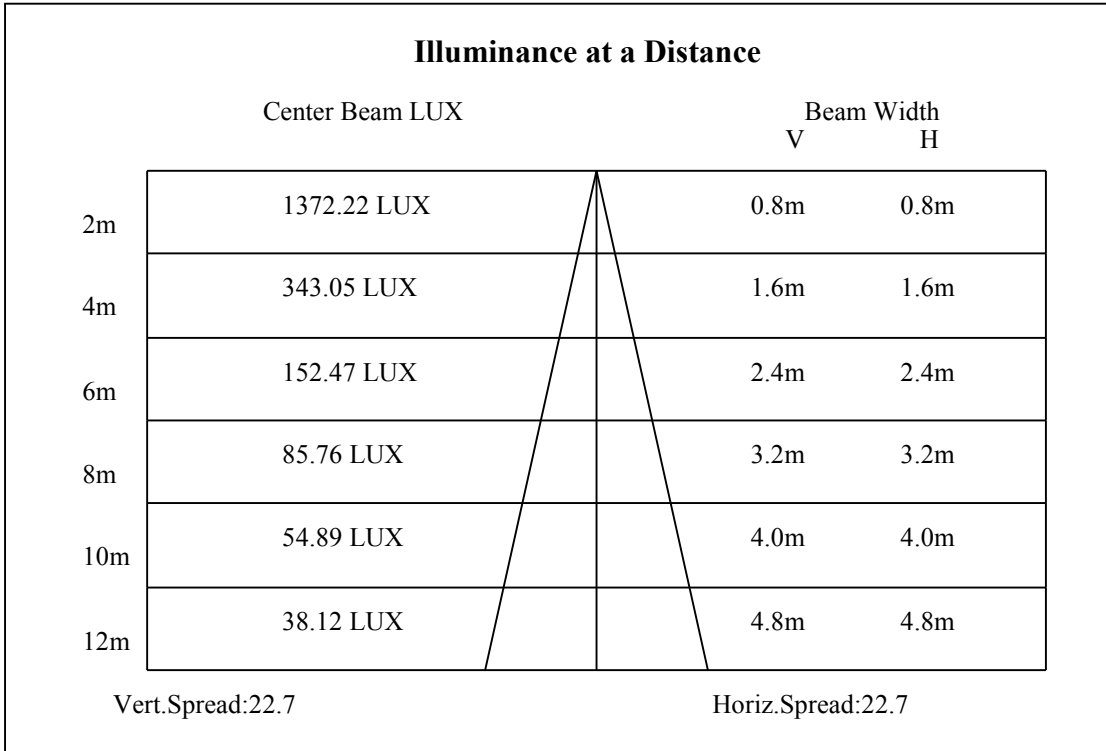 Illuminance at a Distance
Center Beam LUX Beam Width
V H
2m 1372.22 LUX 0.8m 0.8m
4m 343.05 LUX 1.6m 1.6m
6m 152.47 LUX 2.4m 2.4m
8m 85.76 LUX 3.2m 3.2m
10m 54.89 LUX 4.0m 4.0m
12m 38.12 LUX 4.8m 4.8m
Vert.Spread:22.7 Horiz.Spread:22.7